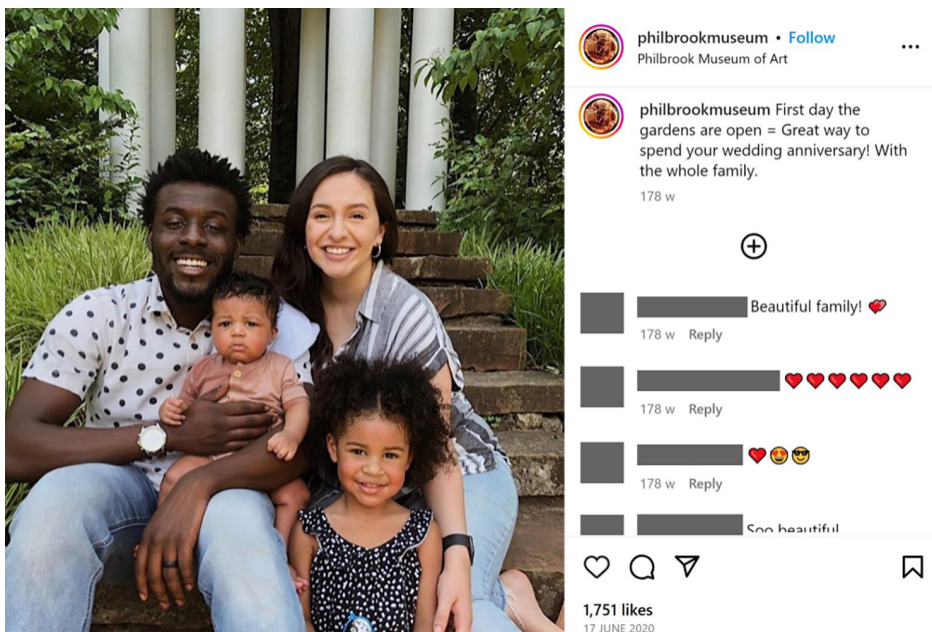 philbrookmuseum • Follow
Philbrook Museum of Art
philbrookmuseum First day the
gardens are open = Great way to
spend your wedding anniversary! With
the whole family.
178 w
Beautiful family! 💕
178 w Reply
❤️❤️❤️❤️❤️❤️
178 w Reply
❤️😍😎
178 w Reply
Soo beautiful
1,751 likes
17 JUNE 2020